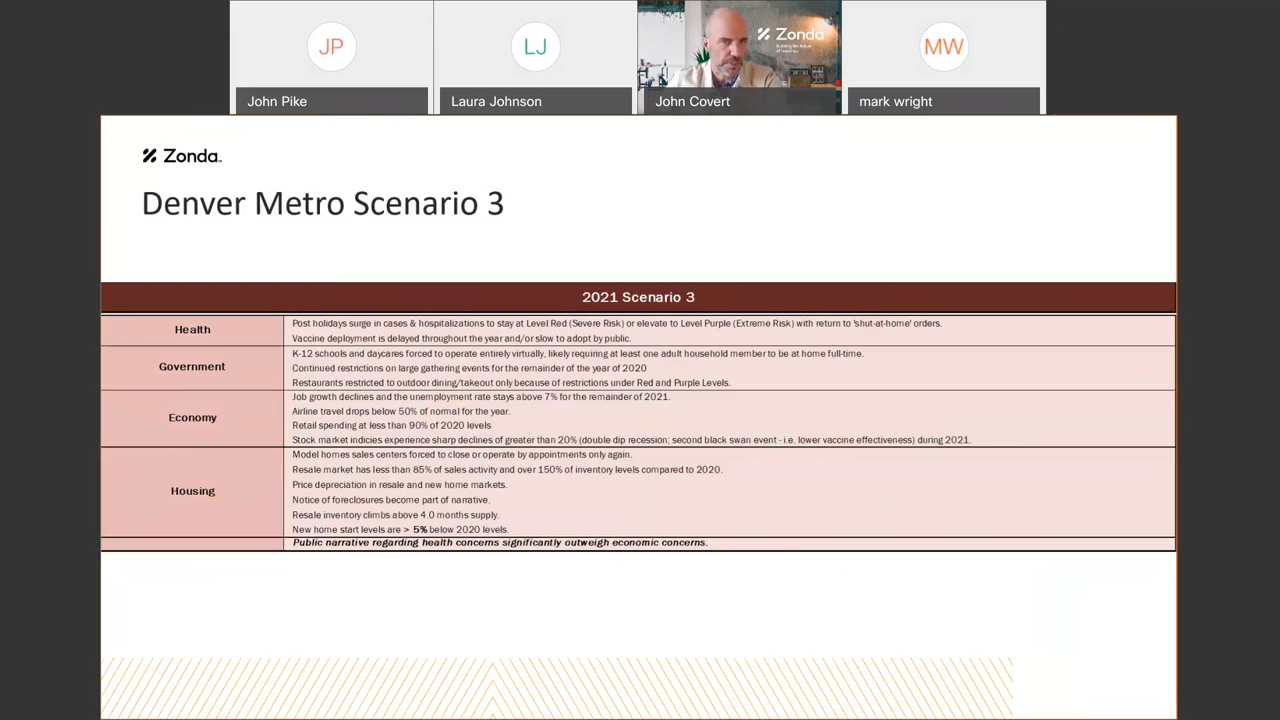 JP
LJ
Zonda
MW
John Pike
Laura Johnson
John Covert
mark wright
Zonda
Denver Metro Scenario 3
2021 Scenario 3
Health
Post holidays surge in cases & hospitalizations to stay at Level Red (Severe Risk) or elevate to Level Purple (Extreme Risk) with return to 'shut-at-home' orders.
Vaccine deployment is delayed throughout the year and/or slow to adopt by public.
Government
K-12 schools and daycares forced to operate entirely virtually, likely requiring at least one adult household member to be at home full-time.
Continued restrictions on large gathering events for the remainder of the year of 2020
Restaurants restricted to outdoor dining/takeout only because of restrictions under Red and Purple Levels.
Economy
Job growth declines and the unemployment rate stays above 7% for the remainder of 2021.
Airline travel drops below 50% of normal for the year.
Retail spending at less than 90% of 2020 levels
Stock market indicies experience sharp declines of greater than 20% (double dip recession; second black swan event - i.e. lower vaccine effectiveness) during 2021.
Housing
Model homes sales centers forced to close or operate by appointments only again.
Resale market has less than 85% of sales activity and over 150% of inventory levels compared to 2020.
Price depreciation in resale and new home markets.
Notice of foreclosures become part of narrative.
Resale inventory climbs above 4.0 months supply.
New home start levels are > 5% below 2020 levels.
Public narrative regarding health concerns significantly outweigh economic concerns.